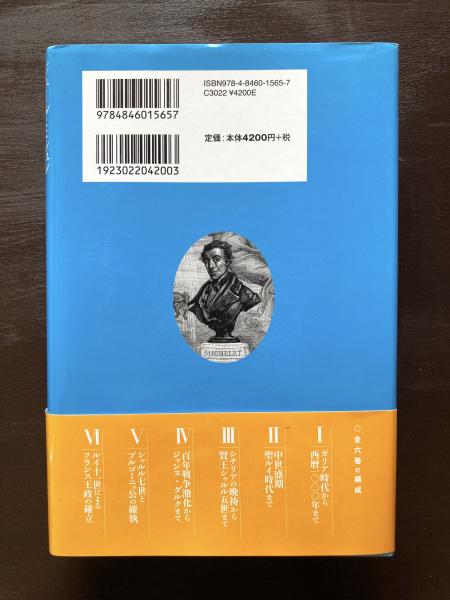 ISBN978-4-8460-1565-7
C3022 ¥4200E
9784846015657
定価：本体4200円+税
1923022042003
MICHELET
◇全六巻の構成
Ⅰ
ガリア時代から
西暦一〇〇〇年まで
Ⅱ
中世盛期
聖ルイ時代まで
Ⅲ
シチリアの晩禱から
賢王シャルル五世まで
Ⅳ
百年戦争激化から
ジャンヌ・ダルクまで
Ⅴ
シャルル七世と
ブルゴーニュ公の確執
Ⅵ
ルイ十一世による
フランス王政の確立